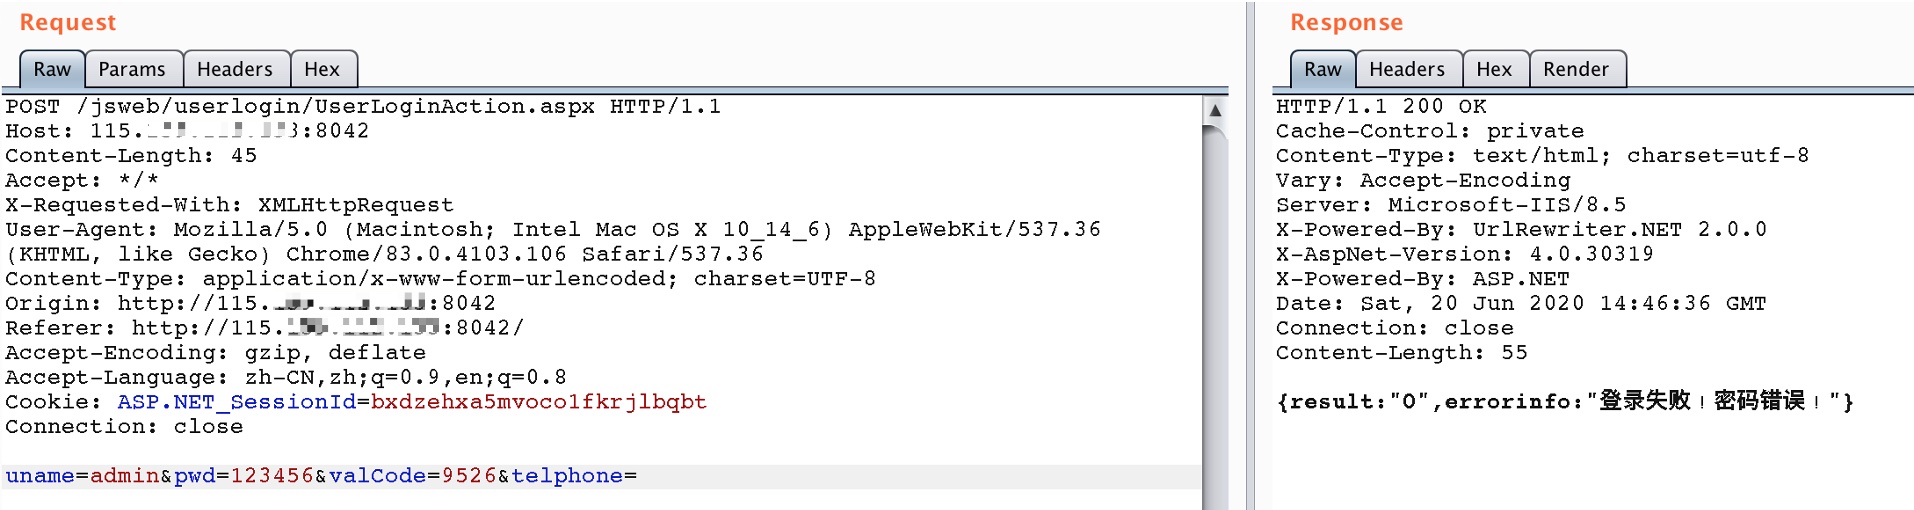 Request
Raw Params Headers Hex
POST /jsweb/userlogin/UserLoginAction.aspx HTTP/1.1
Host: 115. 3:8042
Content-Length: 45
Accept: */*
X-Requested-With: XMLHttpRequest
User-Agent: Mozilla/5.0 (Macintosh; Intel Mac OS X 10_14_6) AppleWebKit/537.36
(KHTML, like Gecko) Chrome/83.0.4103.106 Safari/537.36
Content-Type: application/x-www-form-urlencoded; charset=UTF-8
Origin: http://115. :8042
Referer: http://115. :8042/
Accept-Encoding: gzip, deflate
Accept-Language: zh-CN,zh;q=0.9,en;q=0.8
Cookie: ASP.NET_SessionId=bxdzehxa5mvoco1fkrjlbqbt
Connection: close
uname=admin&pwd=123456&valCode=9526&telphone=
Response
Raw Headers Hex Render
HTTP/1.1 200 OK
Cache-Control: private
Content-Type: text/html; charset=utf-8
Vary: Accept-Encoding
Server: Microsoft-IIS/8.5
X-Powered-By: UrlRewriter.NET 2.0.0
X-AspNet-Version: 4.0.30319
X-Powered-By: ASP.NET
Date: Sat, 20 Jun 2020 14:46:36 GMT
Connection: close
Content-Length: 55
{result:"0",errorinfo:"登录失败！密码错误！"}